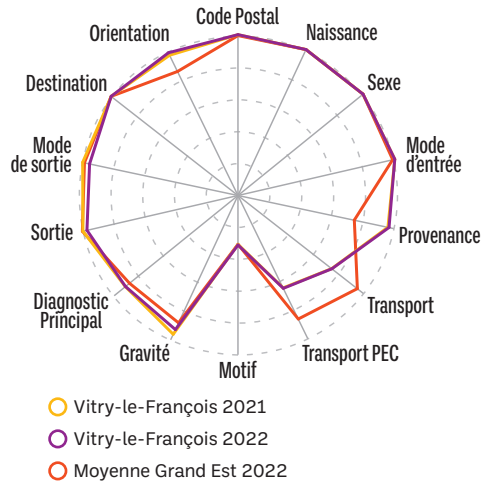 Code Postal
Naissance
Sexe
Mode
d'entrée
Provenance
Transport
Transport PEC
Motif
Gravité
Diagnostic
Principal
Sortie
Mode
de sortie
Destination
Orientation
Vitry-le-François 2021
Vitry-le-François 2022
Moyenne Grand Est 2022